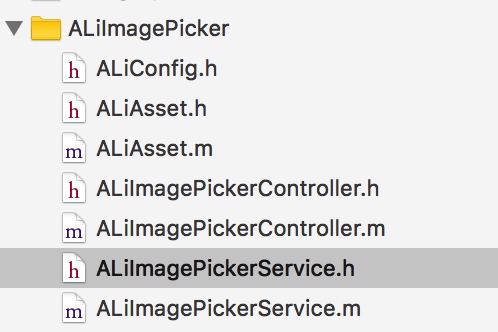 ALiImagePicker
h ALiConfig.h
h ALiAsset.h
m ALiAsset.m
h ALiImagePickerController.h
m ALiImagePickerController.m
h ALiImagePickerService.h
m ALiImagePickerService.m